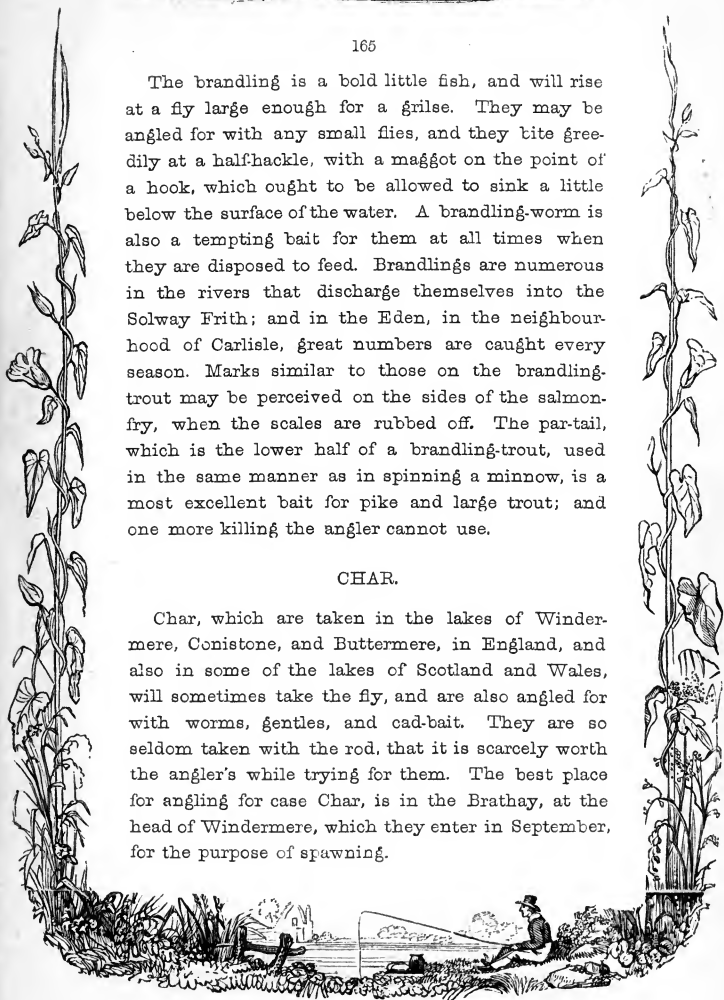 165
The brandling is a bold little fish, and will rise
at a fly large enough for a grilse. They may be
angled for with any small flies, and they bite gree-
dily at a half-hackle, with a maggot on the point of
a hook, which ought to be allowed to sink a little
below the surface of the water. A brandling-worm is
also a tempting bait for them at all times when
they are disposed to feed. Brandlings are numerous
in the rivers that discharge themselves into the
Solway Frith; and in the Eden, in the neighbour-
hood of Carlisle, great numbers are caught every
season. Marks similar to those on the brandling-
trout may be perceived on the sides of the salmon-
fry, when the scales are rubbed off. The par-tail,
which is the lower half of a brandling-trout, used
in the same manner as in spinning a minnow, is a
most excellent bait for pike and large trout; and
one more killing the angler cannot use.
CHAR.
Char, which are taken in the lakes of Winder-
mere, Conistone, and Buttermere, in England, and
also in some of the lakes of Scotland and Wales,
will sometimes take the fly, and are also angled for
with worms, gentles, and cad-bait. They are so
seldom taken with the rod, that it is scarcely worth
the angler's while trying for them. The best place
for angling for case Char, is in the Brathay, at the
head of Windermere, which they enter in September,
for the purpose of spawning.